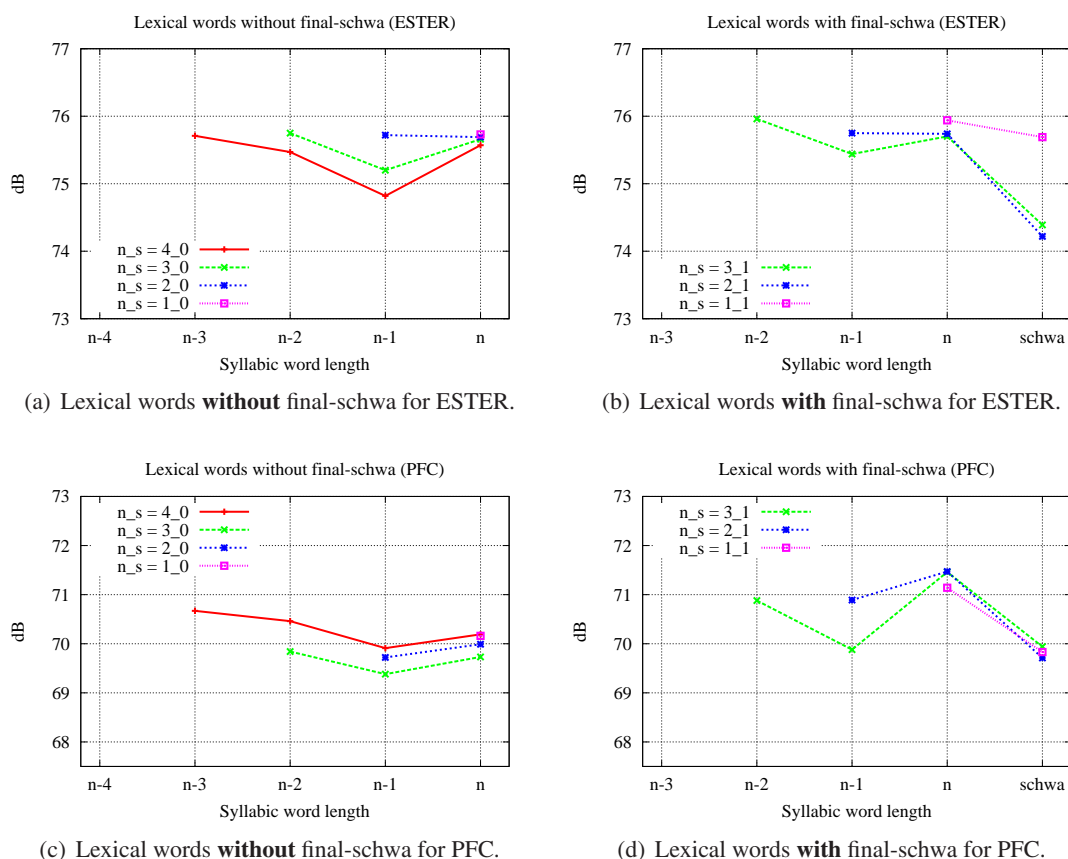 Lexical words without final-schwa (ESTER)
77
76
75
74
73
dB
n_s = 4_0
n_s = 3_0
n_s = 2_0
n_s = 1_0
n-4 n-3 n-2 n-1 n
Syllabic word length
(a) Lexical words without final-schwa for ESTER.
Lexical words with final-schwa (ESTER)
77
76
75
74
73
dB
n_s = 3_1
n_s = 2_1
n_s = 1_1
n-3 n-2 n-1 n schwa
Syllabic word length
(b) Lexical words with final-schwa for ESTER.
Lexical words without final-schwa (PFC)
73
72
71
70
69
68
dB
n_s = 4_0
n_s = 3_0
n_s = 2_0
n_s = 1_0
n-4 n-3 n-2 n-1 n
Syllabic word length
(c) Lexical words without final-schwa for PFC.
Lexical words with final-schwa (PFC)
73
72
71
70
69
68
dB
n_s = 3_1
n_s = 2_1
n_s = 1_1
n-3 n-2 n-1 n schwa
Syllabic word length
(d) Lexical words with final-schwa for PFC.